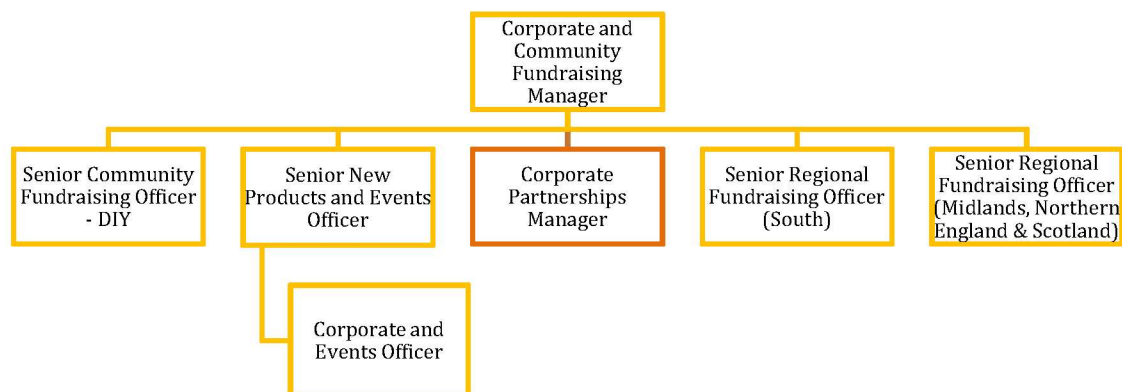 Corporate and
Community
Fundraising
Manager
Senior Community
Fundraising Officer
- DIY
Senior New
Products and Events
Officer
Corporate
Partnerships
Manager
Senior Regional
Fundraising Officer
(South)
Senior Regional
Fundraising Officer
(Midlands, Northern
England & Scotland)
Corporate and
Events Officer